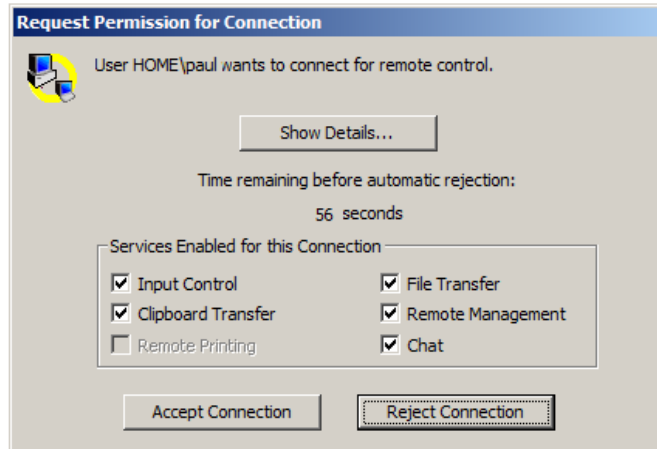 Request Permission for Connection
User HOME\paul wants to connect for remote control.
Show Details...
Time remaining before automatic rejection:
56 seconds
Services Enabled for this Connection
Input Control
File Transfer
Clipboard Transfer
Remote Management
Remote Printing
Chat
Accept Connection
Reject Connection